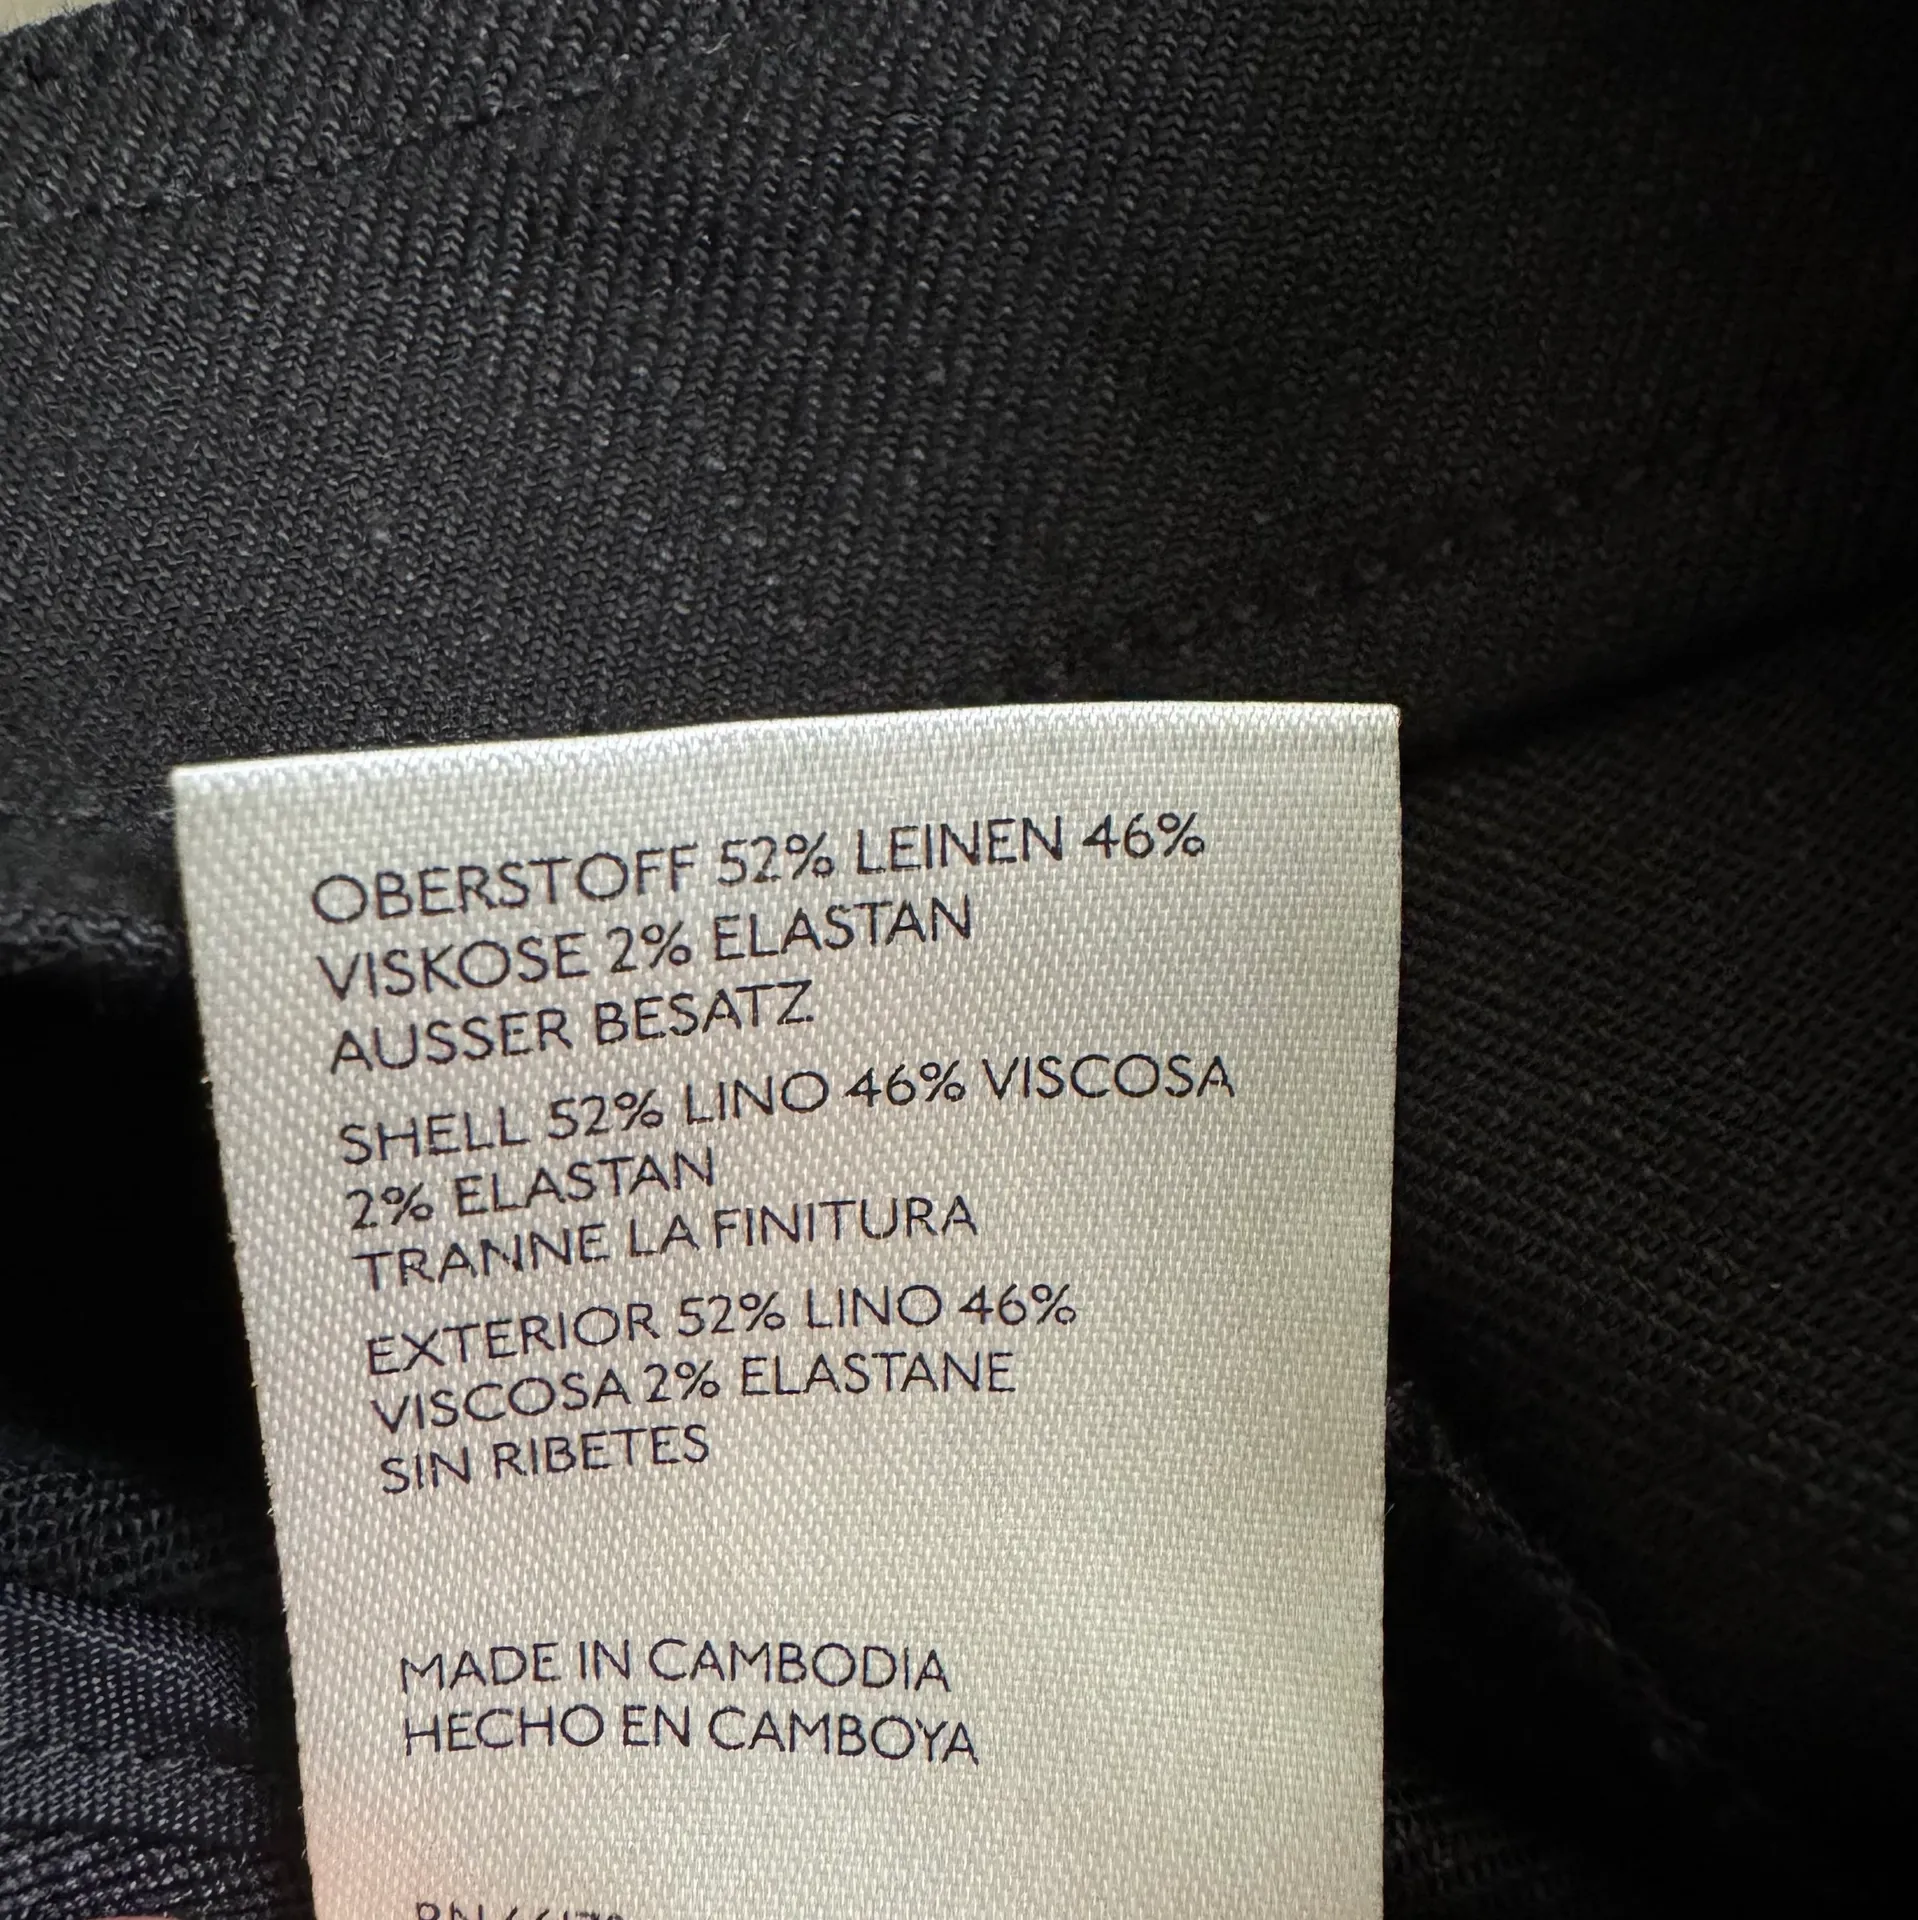 OBERSTOFF 52% LEINEN 46%
VISKOSE 2% ELASTAN
AUSSER BESATZ
SHELL 52% LINO 46% VISCOSA
2% ELASTAN
TRANNE LA FINITURA
EXTERIOR 52% LINO 46%
VISCOSA 2% ELASTANE
SIN RIBETES
MADE IN CAMBODIA
HECHO EN CAMBOYA
RN